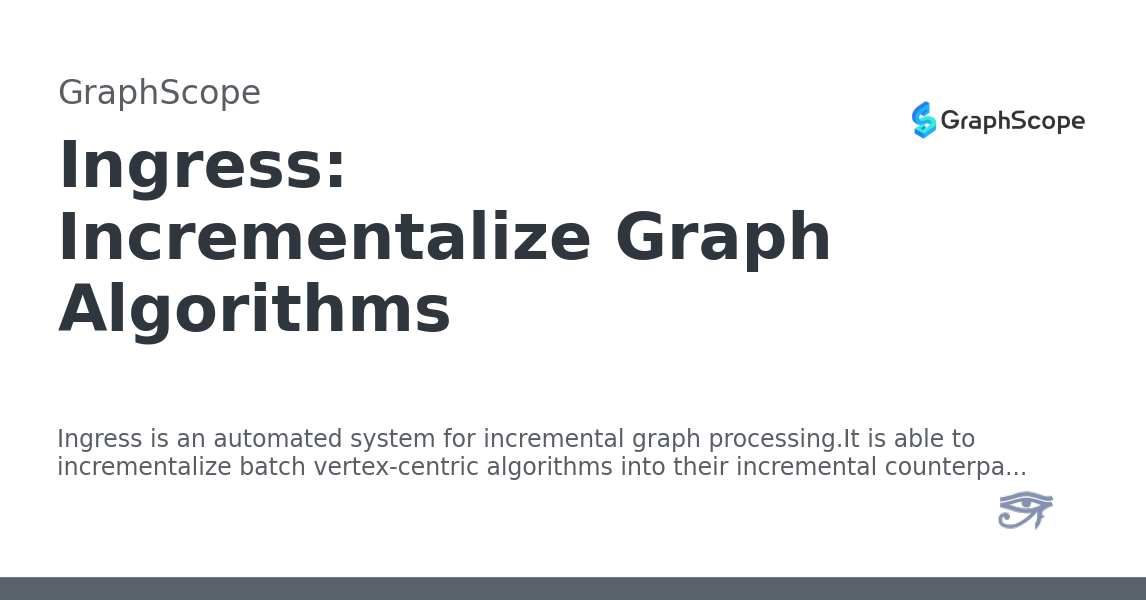 GraphScope
GraphScope
Ingress:
Incrementalize Graph
Algorithms
Ingress is an automated system for incremental graph processing.It is able to
incrementalize batch vertex-centric algorithms into their incremental counterpa...